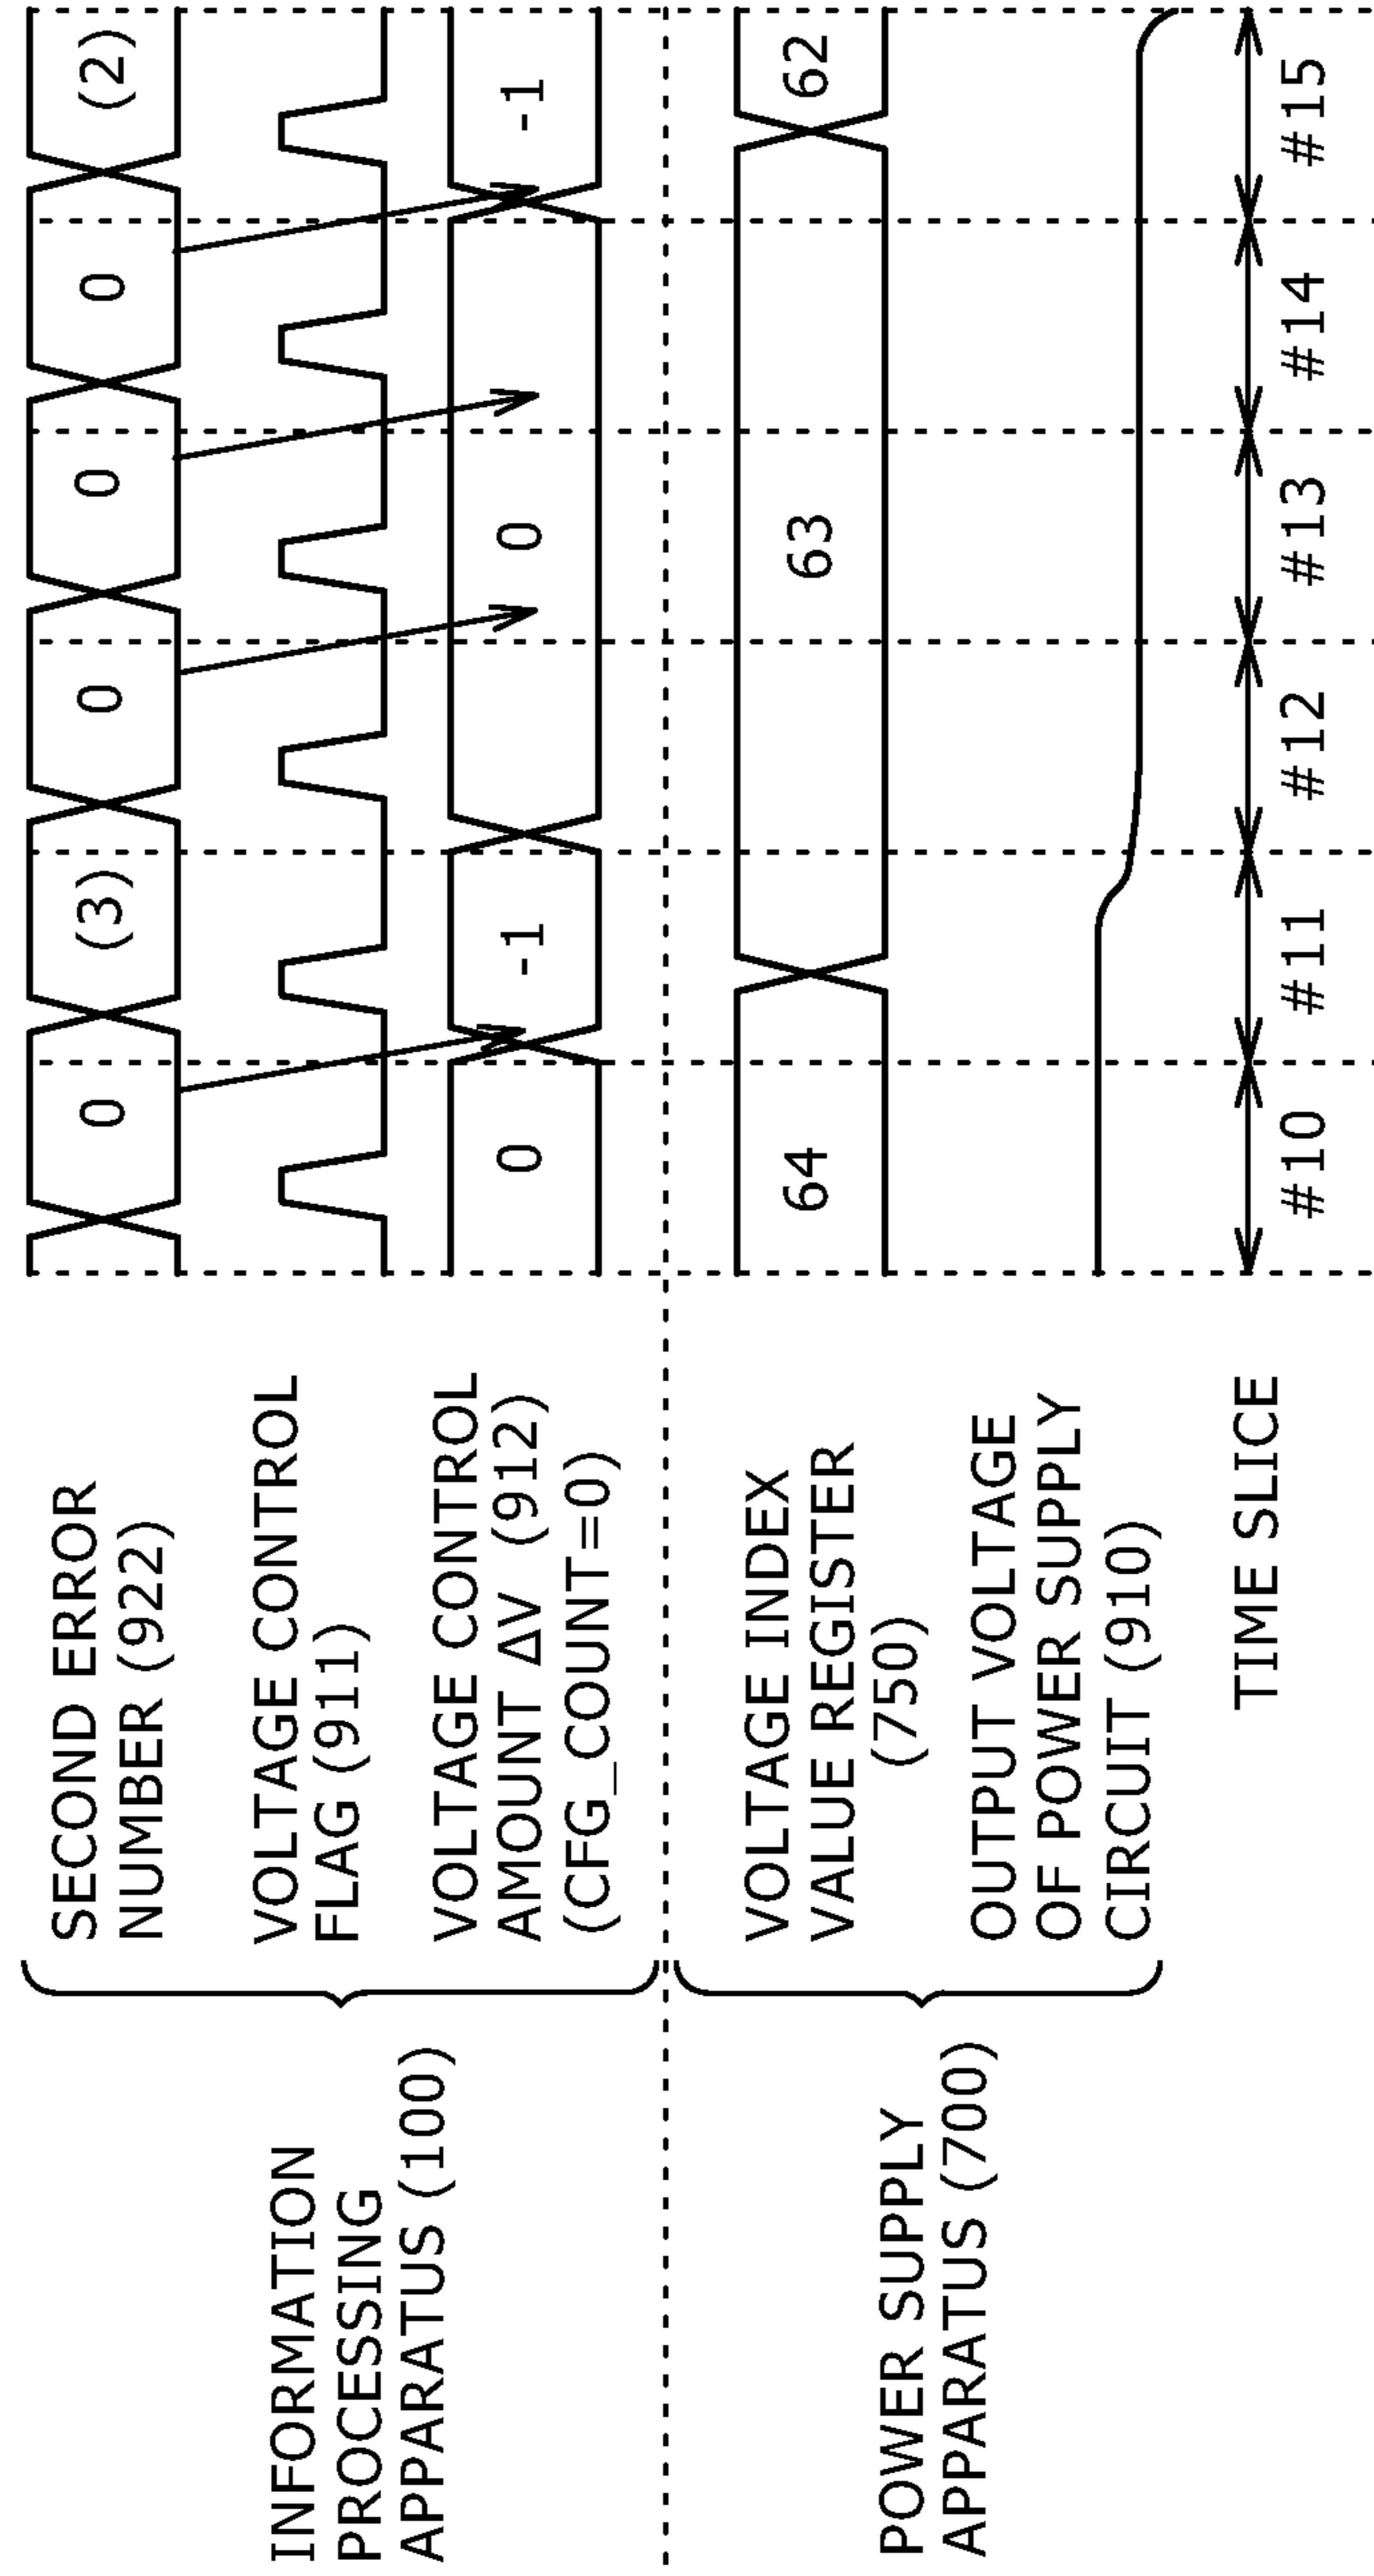 INFORMATION
PROCESSING
APPARATUS (100)
SECOND ERROR
NUMBER (922)
0
(3)
0
0
0
(2)
VOLTAGE CONTROL
FLAG (911)
VOLTAGE CONTROL
AMOUNT ΔV (912)
(CFG_COUNT=0)
0
-1
0
-1
POWER SUPPLY
APPARATUS (700)
VOLTAGE INDEX
VALUE REGISTER
(750)
64
63
62
OUTPUT VOLTAGE
OF POWER SUPPLY
CIRCUIT (910)
TIME SLICE
#10
#11
#12
#13
#14
#15